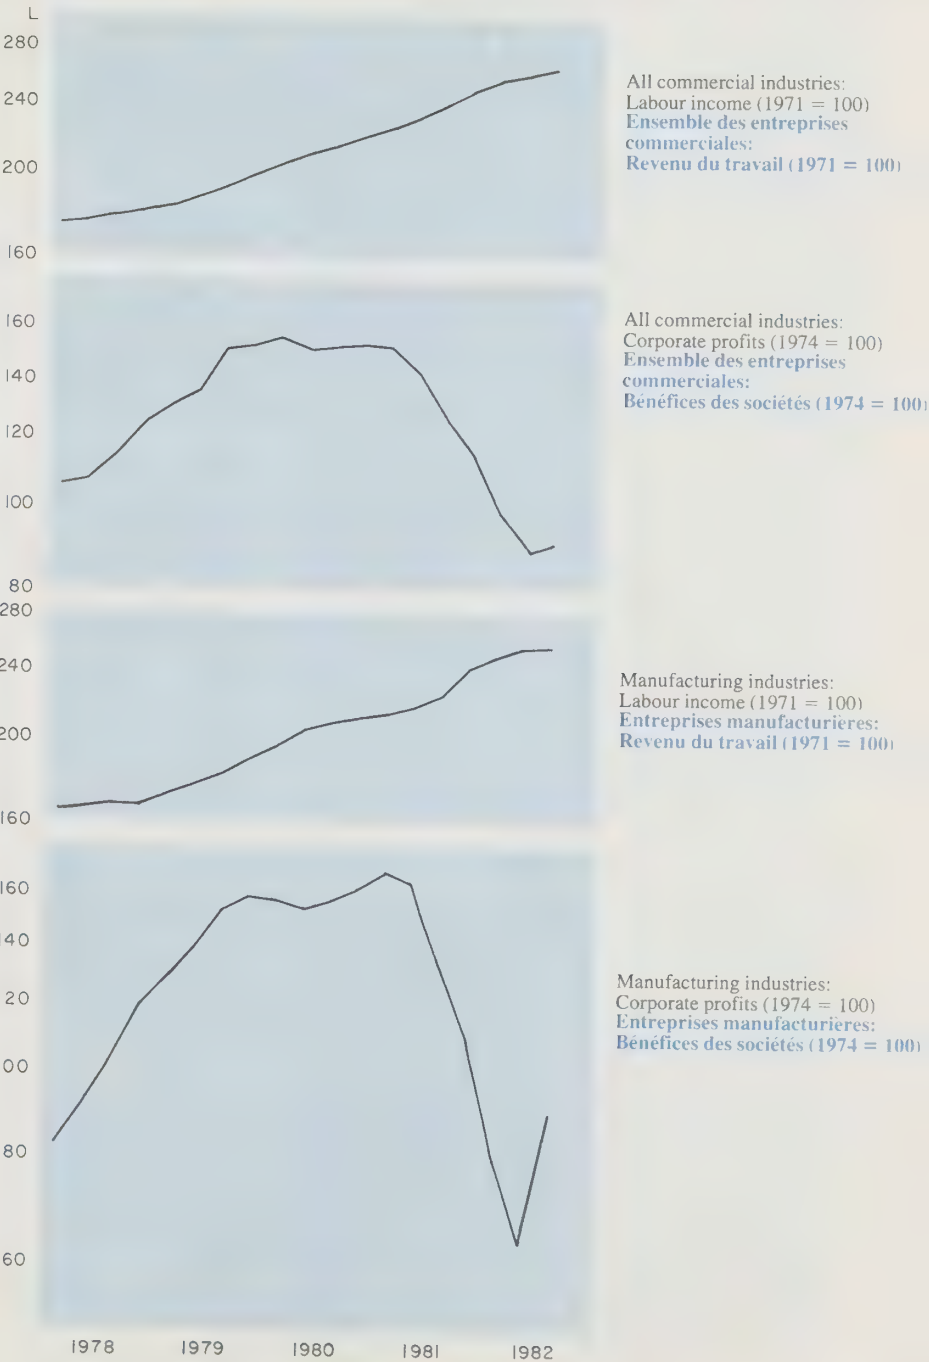 L
280
240
200
160
All commercial industries:
Labour income (1971 = 100)
Ensemble des entreprises
commerciales:
Revenu du travail (1971 = 100)
160
140
120
100
80
All commercial industries:
Corporate profits (1974 = 100)
Ensemble des entreprises
commerciales:
Bénéfices des sociétés (1974 = 100)
280
240
200
160
Manufacturing industries:
Labour income (1971 = 100)
Entreprises manufacturières:
Revenu du travail (1971 = 100)
160
140
20
00
80
60
Manufacturing industries:
Corporate profits (1974 = 100)
Entreprises manufacturières:
Bénéfices des sociétés (1974 = 100)
1978 1979 1980 1981 1982